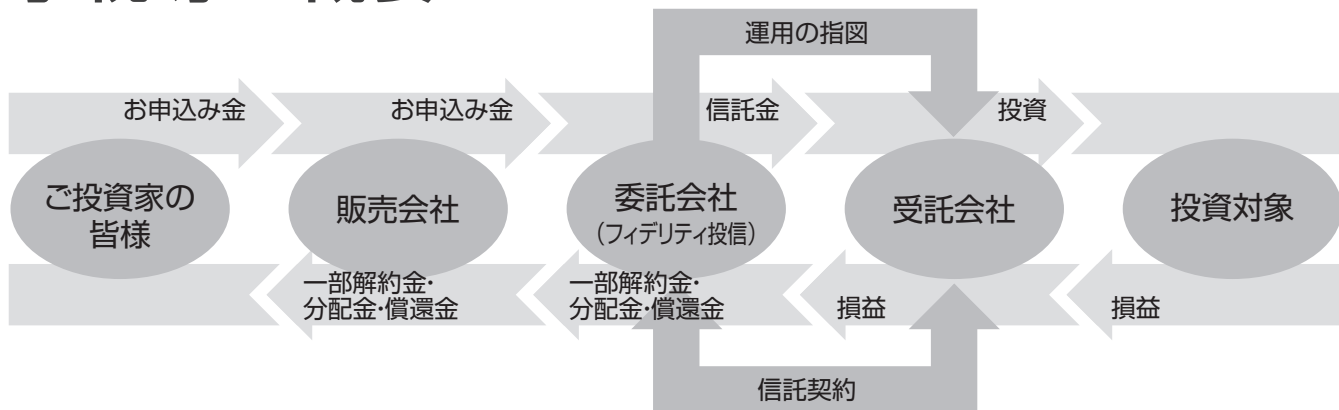 運用の指図
お申込み金
お申込み金
信託金
投資
ご投資家の
皆様
販売会社
委託会社
(フィデリティ投信)
受託会社
投資対象
一部解約金・
分配金・償還金
一部解約金・
分配金・償還金
損益
損益
信託契約